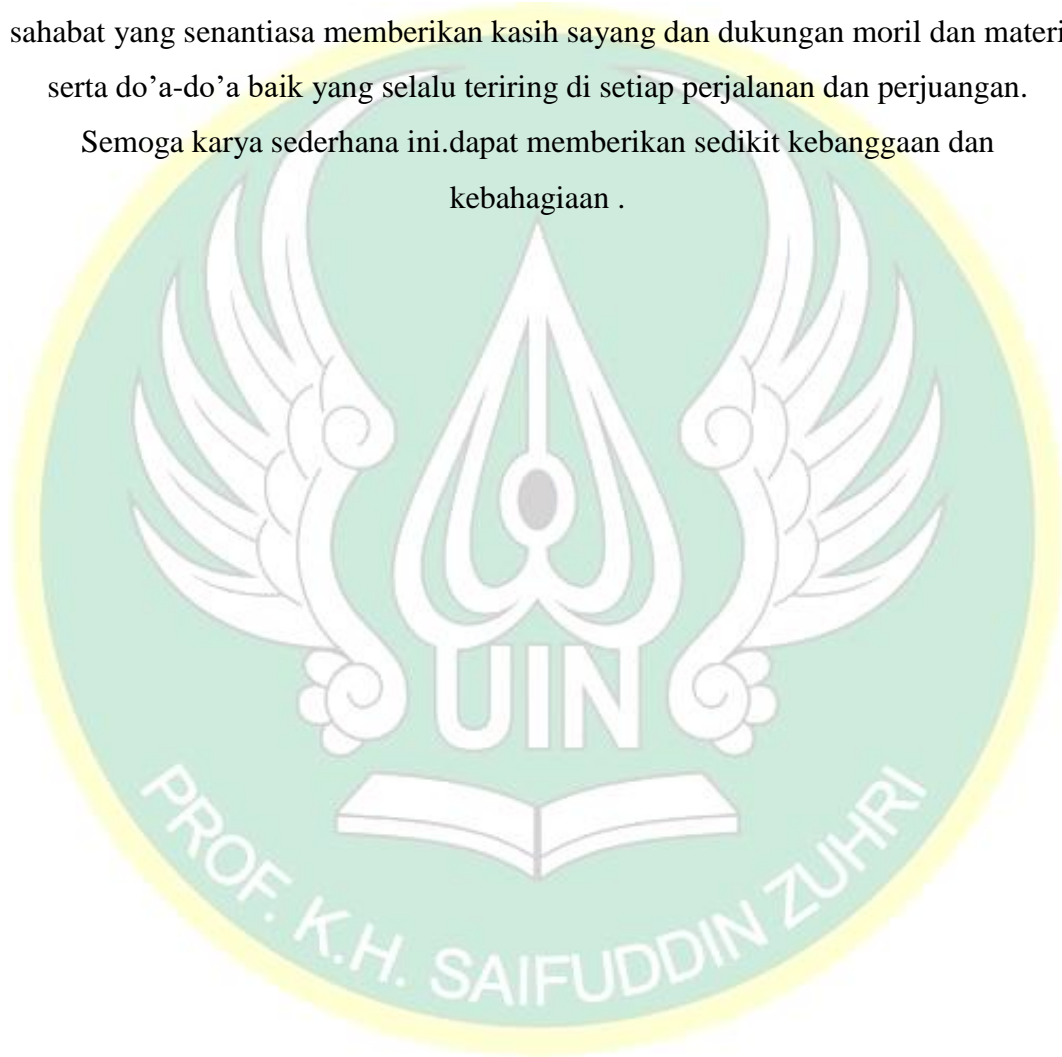 sahabat yang senantiasa memberikan kasih sayang dan dukungan moril dan materi
serta do’a-do’a baik yang selalu teriring di setiap perjalanan dan perjuangan.
Semoga karya sederhana ini.dapat memberikan sedikit kebanggaan dan
kebahagiaan .
UIN
PROF. K.H. SAIFUDDIN ZUHRI